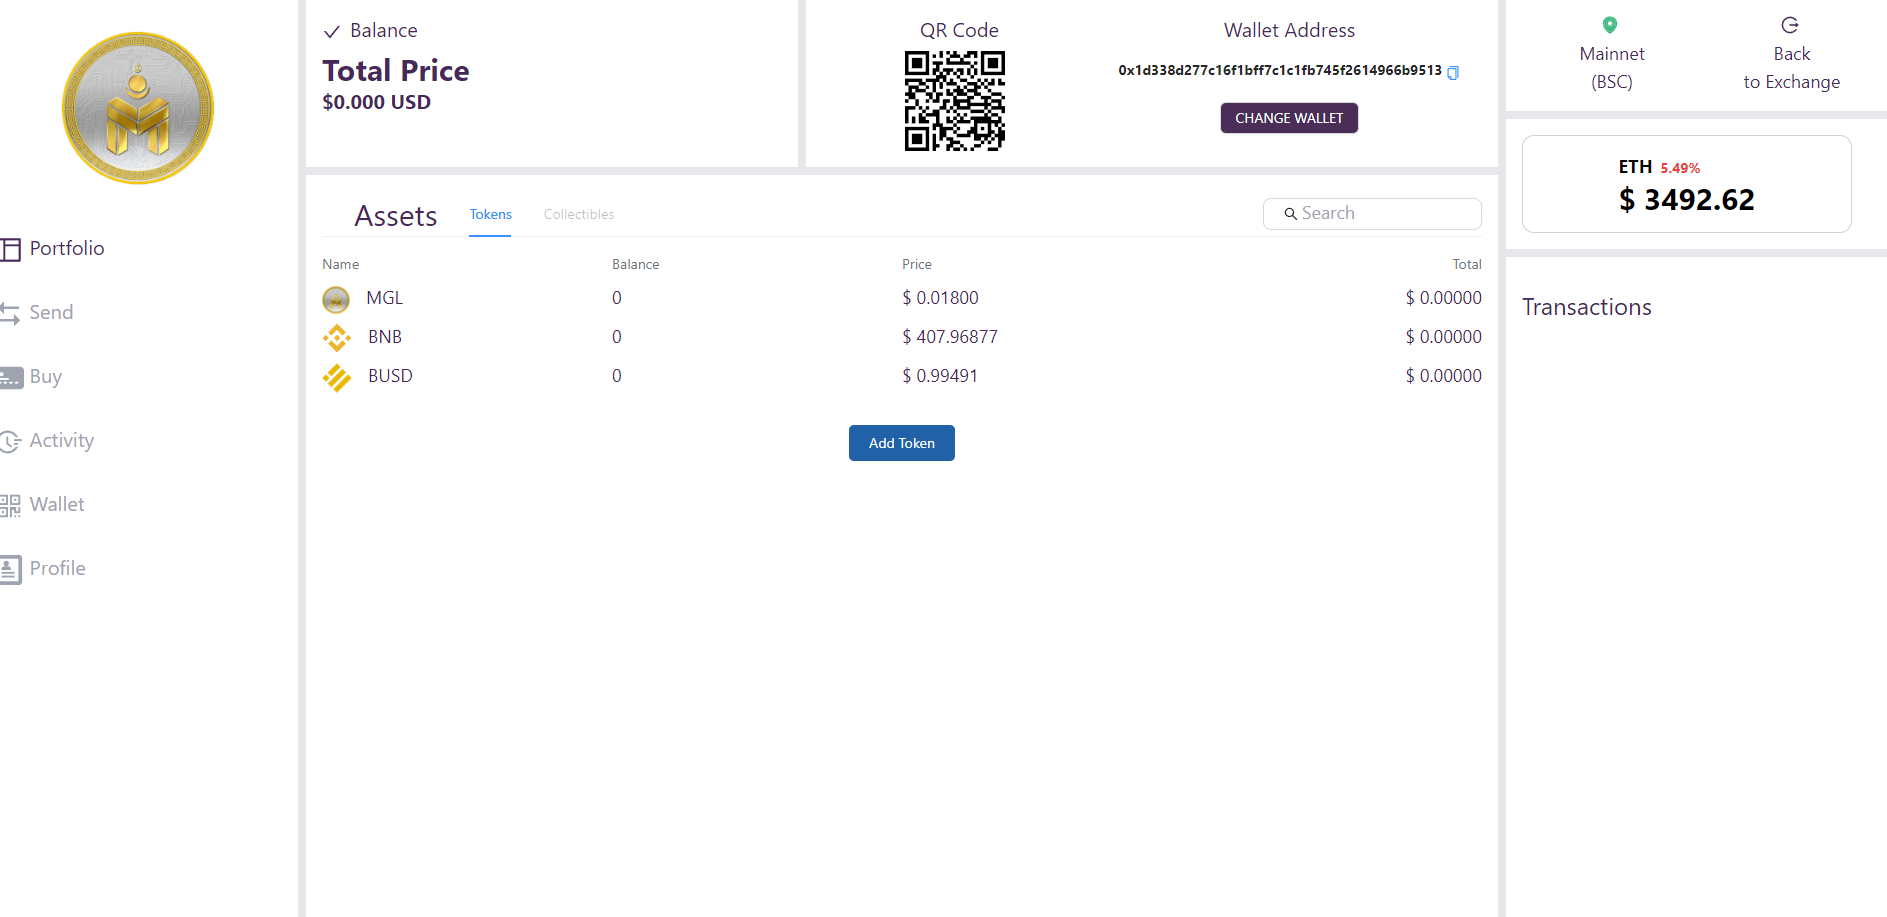 Portfolio
Send
Buy
Activity
Wallet
Profile
Balance
Total Price
$0.000 USD
QR Code
Wallet Address
0x1d338d277c16f1bff7c1c1fb745f2614966b9513
CHANGE WALLET
Mainnet
(BSC)
Back
to Exchange
ETH 5.49%
$ 3492.62
Assets Tokens Collectibles Search
Name Balance Price Total
MGL 0 $ 0.01800 $ 0.00000
BNB 0 $ 407.96877 $ 0.00000
BUSD 0 $ 0.99491 $ 0.00000
Add Token
Transactions